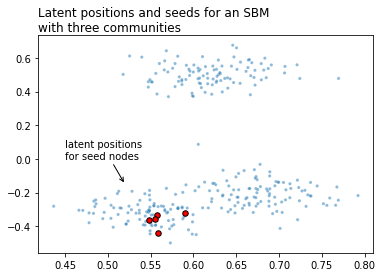 Latent positions and seeds for an SBM
with three communities
0.6
0.4
0.2
latent positions
for seed nodes
0.0
−0.2
−0.4
0.45 0.50 0.55 0.60 0.65 0.70 0.75 0.80